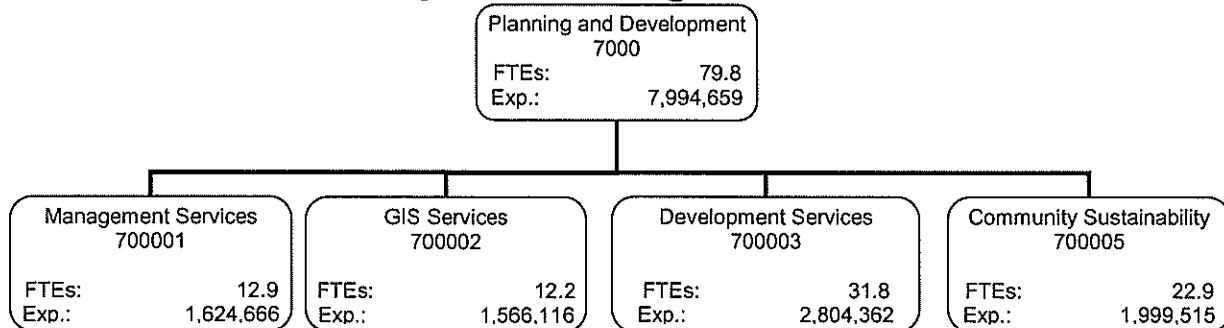 Planning and Development
7000
FTEs: 79.8
Exp.: 7,994,659
Management Services
700001
FTEs: 12.9
Exp.: 1,624,666
GIS Services
700002
FTEs: 12.2
Exp.: 1,566,116
Development Services
700003
FTEs: 31.8
Exp.: 2,804,362
Community Sustainability
700005
FTEs: 22.9
Exp.: 1,999,515